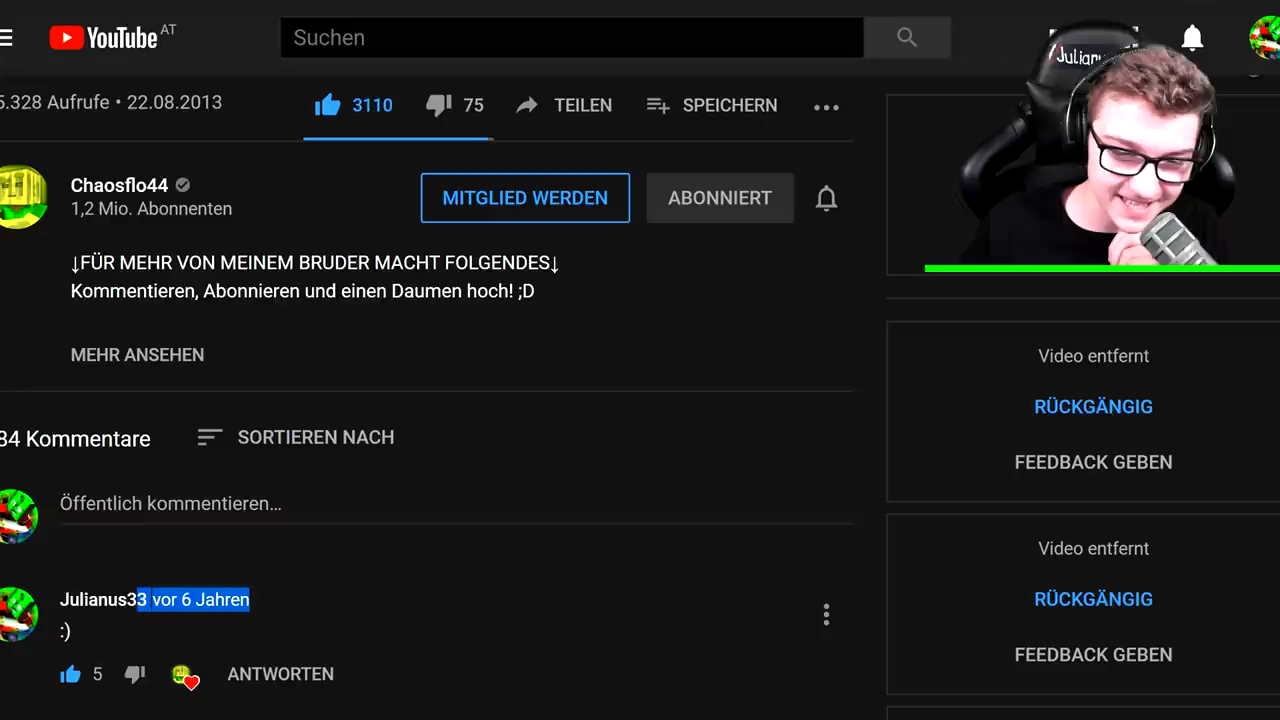 YouTube AT
Suchen
Julianu
5.328 Aufrufe • 22.08.2013
3110
75
TEILEN
SPEICHERN
Chaosflo44
1,2 Mio. Abonnenten
MITGLIED WERDEN
ABONNIERT
↓FÜR MEHR VON MEINEM BRUDER MACHT FOLGENDES↓
Kommentieren, Abonnieren und einen Daumen hoch! ;D
MEHR ANSEHEN
84 Kommentare
SORTIEREN NACH
Öffentlich kommentieren…
Julianus33 vor 6 Jahren
:)
5
ANTWORTEN
Video entfernt
RÜCKGÄNGIG
FEEDBACK GEBEN
Video entfernt
RÜCKGÄNGIG
FEEDBACK GEBEN